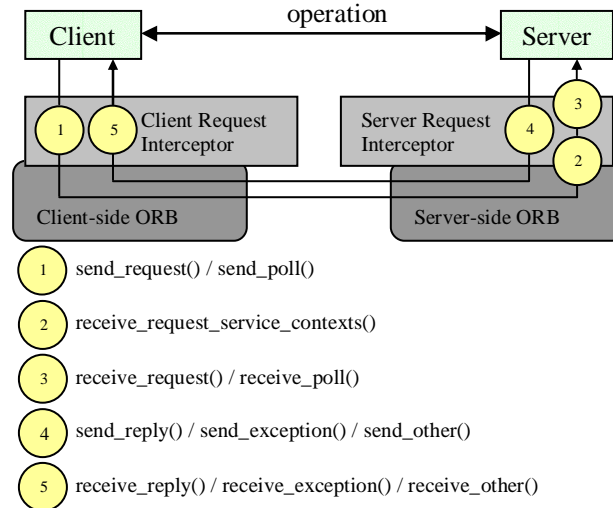 operation
Client
Server
Client Request
Interceptor
Server Request
Interceptor
1
5
4
3
2
Client-side ORB
Server-side ORB
1 send_request() / send_poll()
2 receive_request_service_contexts()
3 receive_request() / receive_poll()
4 send_reply() / send_exception() / send_other()
5 receive_reply() / receive_exception() / receive_other()